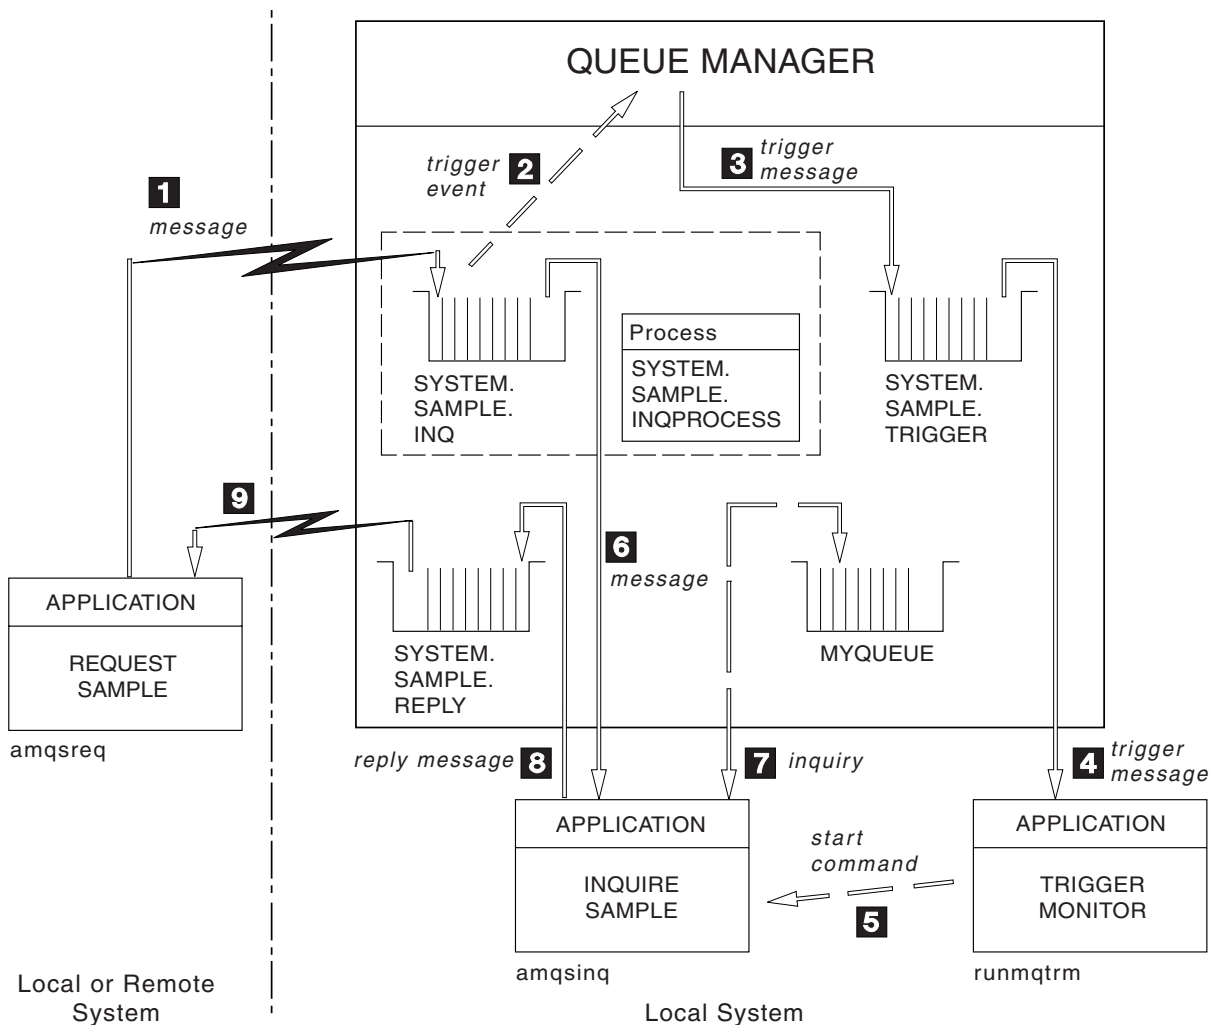 QUEUE MANAGER
trigger
event
2
3
trigger
message
1
message
Process
SYSTEM.
SAMPLE.
INQPROCESS
SYSTEM.
SAMPLE.
INQ
SYSTEM.
SAMPLE.
TRIGGER
9
6
message
APPLICATION
REQUEST
SAMPLE
amqsreq
SYSTEM.
SAMPLE.
REPLY
MYQUEUE
reply message
8
7
inquiry
4
trigger
message
APPLICATION
INQUIRE
SAMPLE
amqsinq
start
command
5
APPLICATION
TRIGGER
MONITOR
runmqtrm
Local or Remote
System
Local System